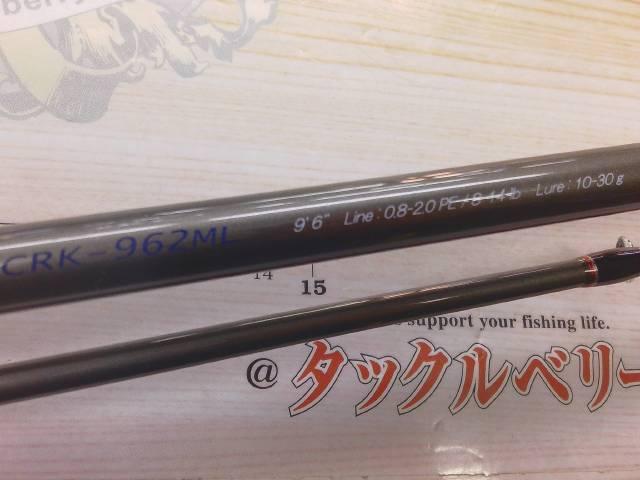 berry
CRK-962ML 9'6" Line : 0.8-2.0 PE / 8-14 lb Lure : 10-30 g
14
15
support your fishing life.
@タックルベリー